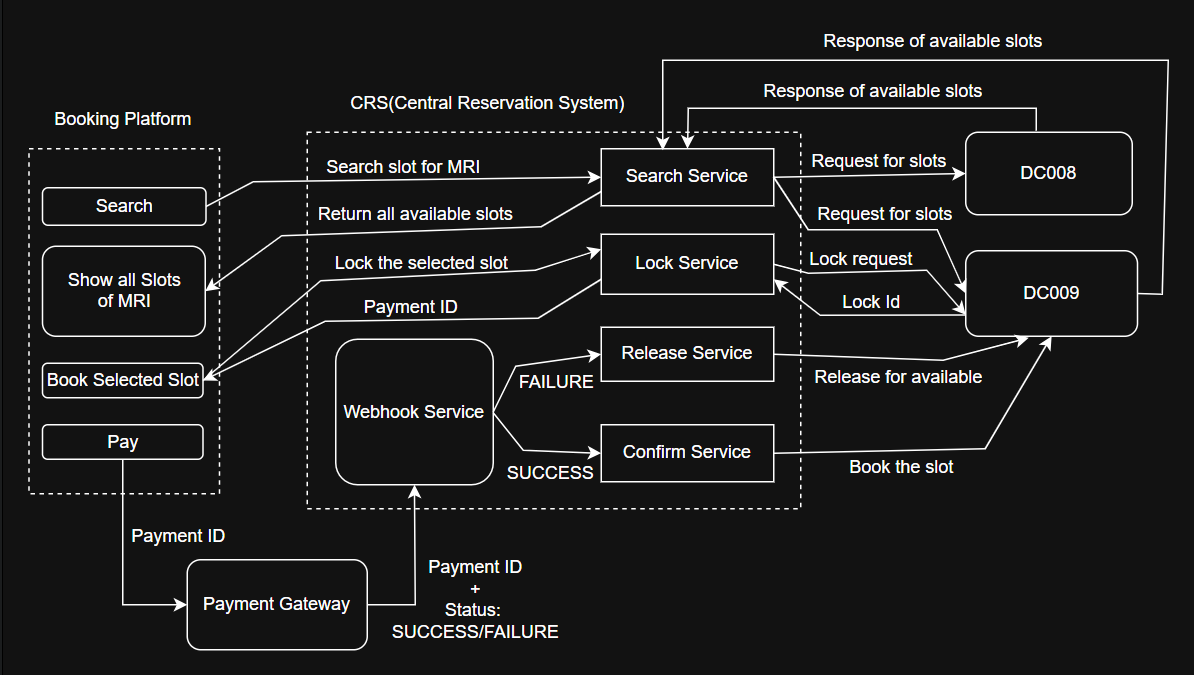 Response of available slots
Response of available slots
CRS(Central Reservation System)
Booking Platform
Search slot for MRI
Request for slots
Search Service
DC008
Search
Return all available slots
Request for slots
Lock the selected slot
Lock Service
Lock request
Show all Slots
of MRI
DC009
Payment ID
Lock Id
Release Service
Release for available
Book Selected Slot
FAILURE
Webhook Service
Pay
Confirm Service
SUCCESS
Book the slot
Payment ID
Payment ID
+
Status:
SUCCESS/FAILURE
Payment Gateway